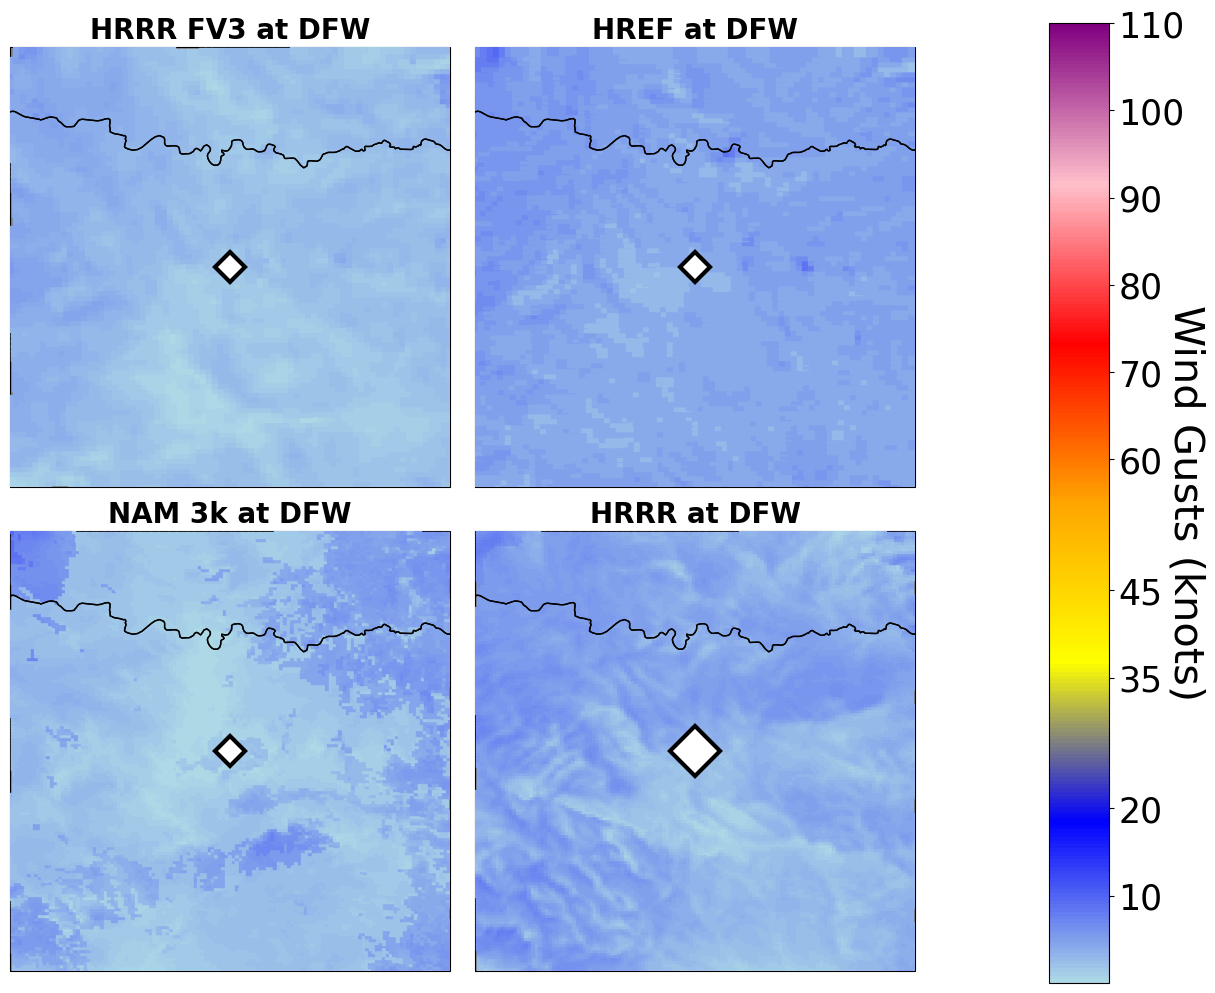 HRRR FV3 at DFW
HREF at DFW
NAM 3k at DFW
HRRR at DFW
110
100
90
80
70
60
45
35
20
10
Wind Gusts (knots)